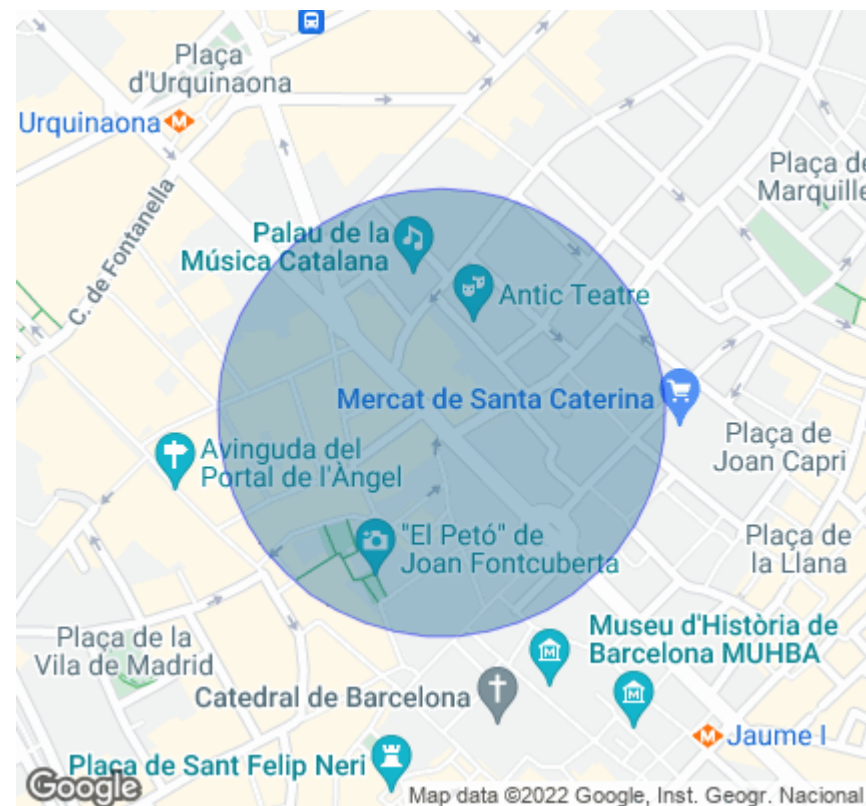 Plaça
d'Urquinaona
Urquinaona
M
Plaça de
Marquille
C. de Fontanella
Palau de la
Música Catalana
Antic Teatre
Mercat de Santa Caterina
Avinguda del
Portal de l'Àngel
Plaça de
Joan Capri
"El Petó" de
Joan Fontcuberta
Plaça de
la Llana
Plaça de la
Vila de Madrid
Museu d'Història de
Barcelona MUHBA
Catedral de Barcelona
M
Jaume I
Plaça de Sant Felip Neri
Google
Map data ©2022 Google, Inst. Geogr. Nacional